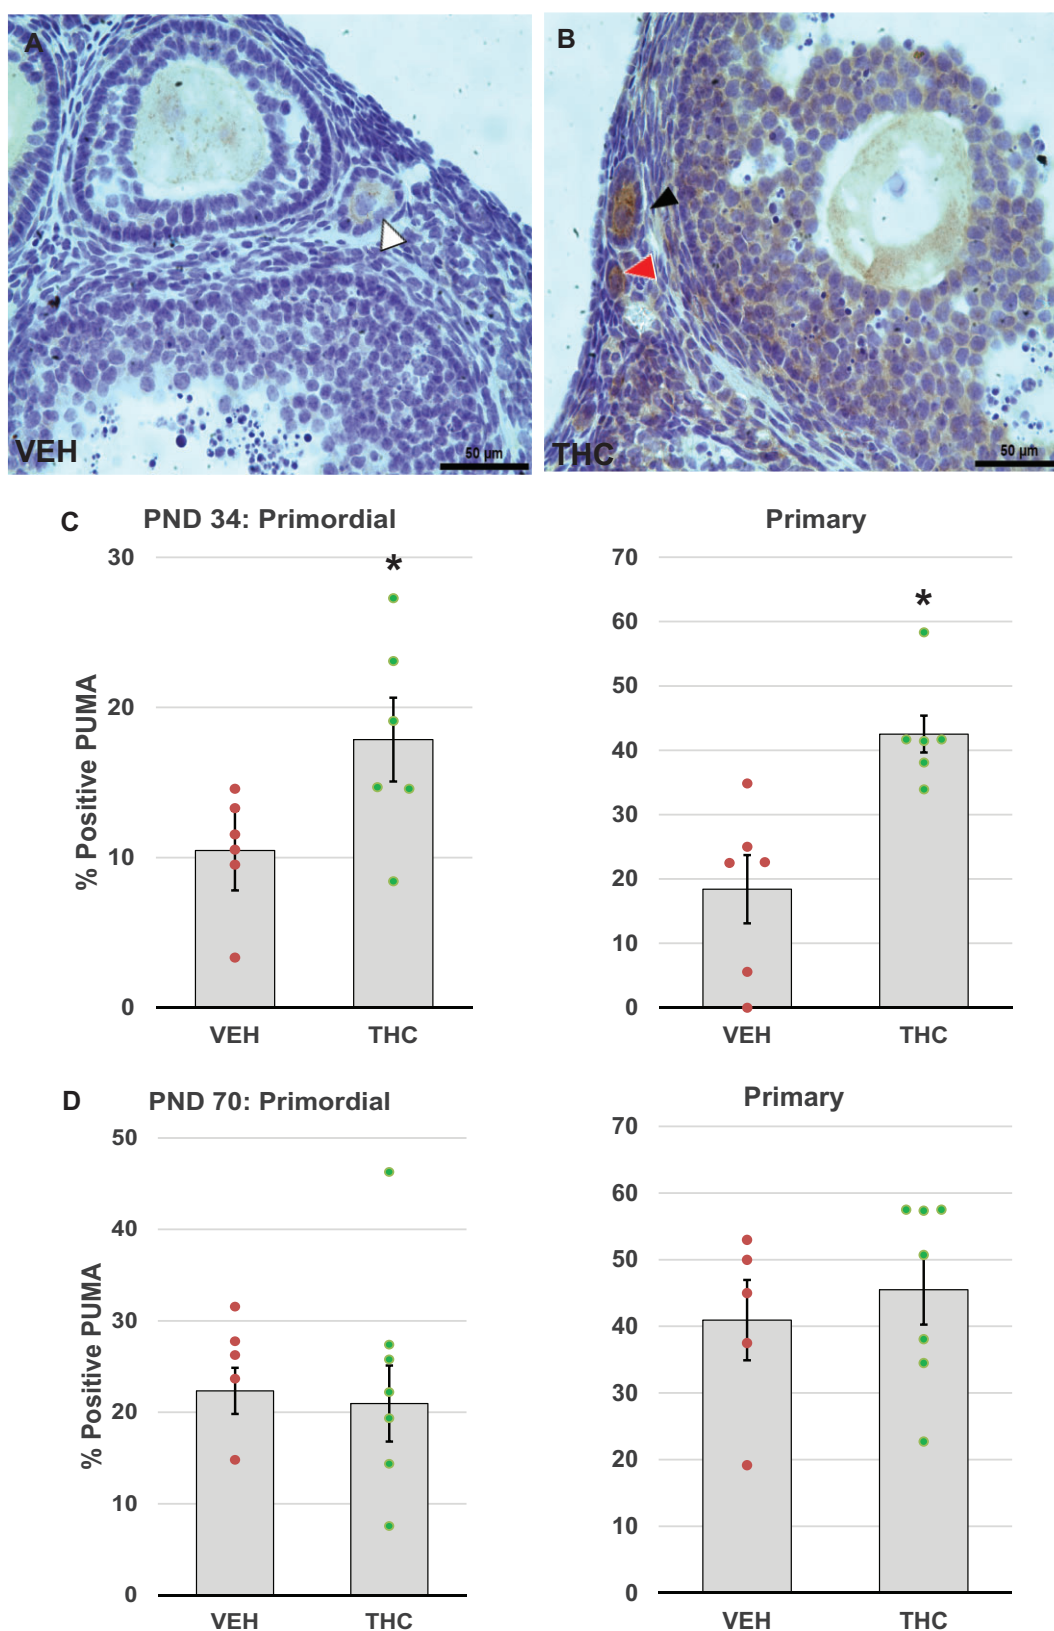 A
B
VEH
50 µm
THC
50 µm
C
PND 34: Primordial
Primary
% Positive PUMA
30
20
10
0
*
VEH
THC
70
60
50
40
30
20
10
0
*
VEH
THC
D
PND 70: Primordial
Primary
% Positive PUMA
50
40
30
20
10
0
VEH
THC
70
60
50
40
30
20
10
0
VEH
THC